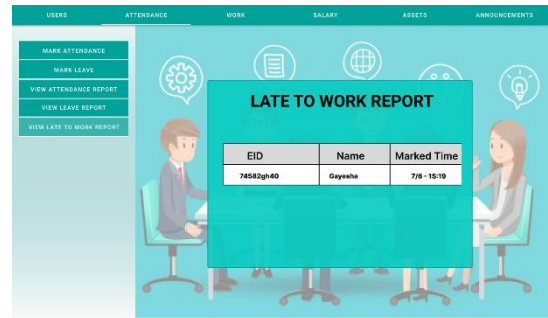 USERS ATTENDANCE WORK SALARY ASSETS ANNOUNCEMENTS
MARK ATTENDANCE
MARK LEAVE
VIEW ATTENDANCE REPORT
VIEW LEAVE REPORT
VIEW LATE TO WORK REPORT
LATE TO WORK REPORT
EID Name Marked Time
74582gh40 Gayesha 7/6 - 15:19